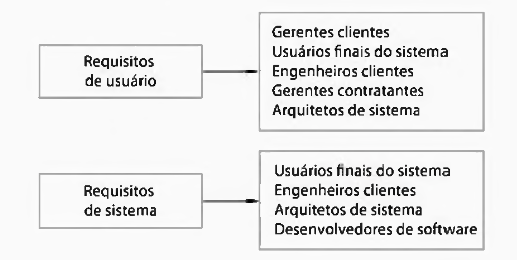 Requisitos
de usuário
Gerentes clientes
Usuários finais do sistema
Engenheiros clientes
Gerentes contratantes
Arquitetos de sistema
Requisitos
de sistema
Usuários finais do sistema
Engenheiros clientes
Arquitetos de sistema
Desenvolvedores de software